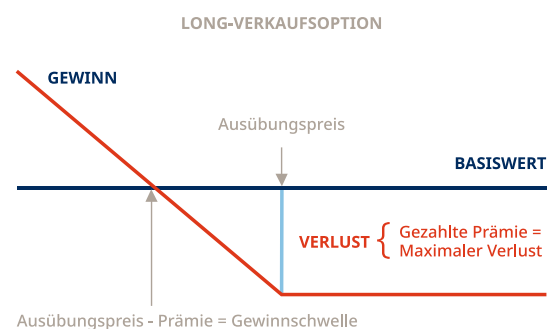 LONG-VERKAUFSOPTION
GEWINN
Ausübungspreis
BASISWERT
VERLUST
Gezahlte Prämie =
Maximaler Verlust
Ausübungspreis - Prämie = Gewinnschwelle